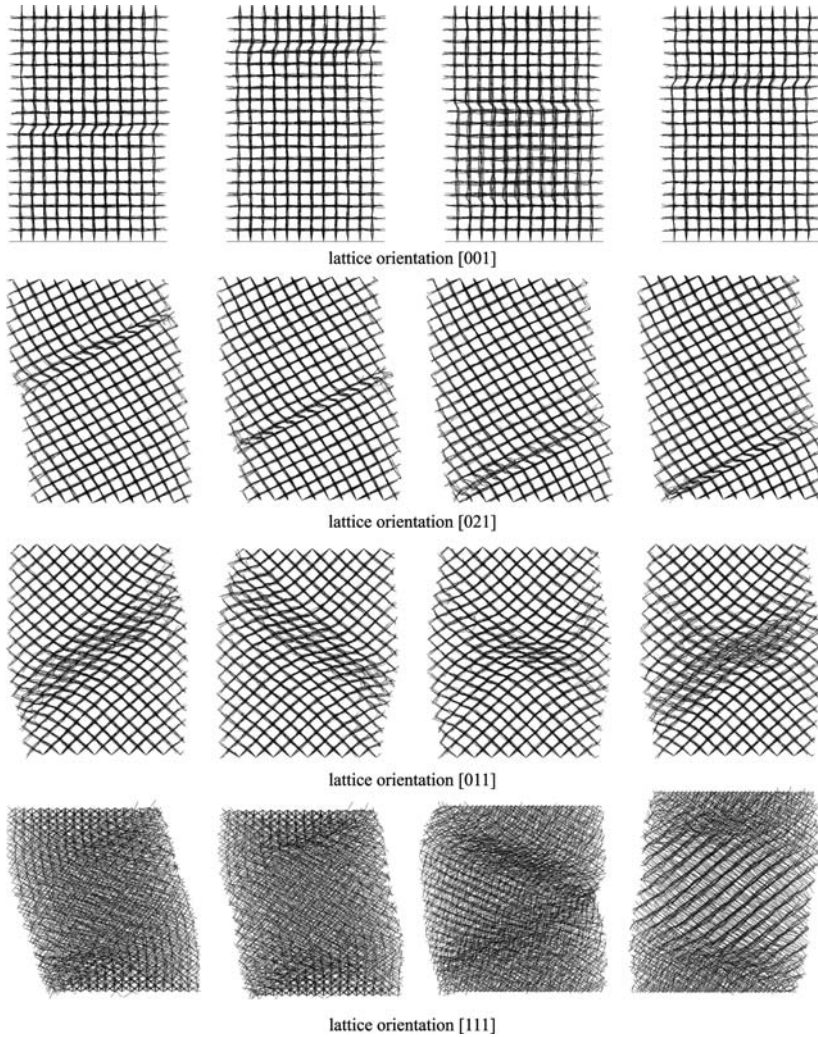 lattice orientation [001]
lattice orientation [021]
lattice orientation [011]
lattice orientation [111]